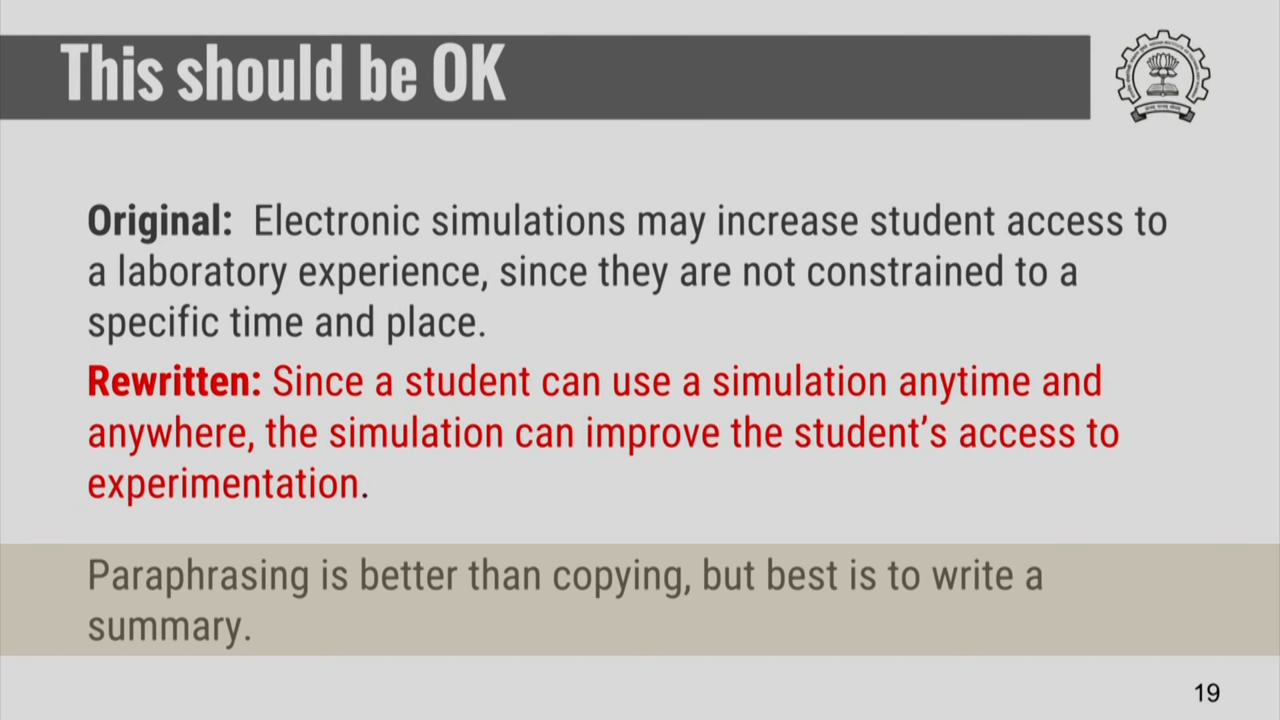 This should be OK
Original: Electronic simulations may increase student access to
a laboratory experience, since they are not constrained to a
specific time and place.
Rewritten: Since a student can use a simulation anytime and
anywhere, the simulation can improve the student’s access to
experimentation.
Paraphrasing is better than copying, but best is to write a
summary.
19